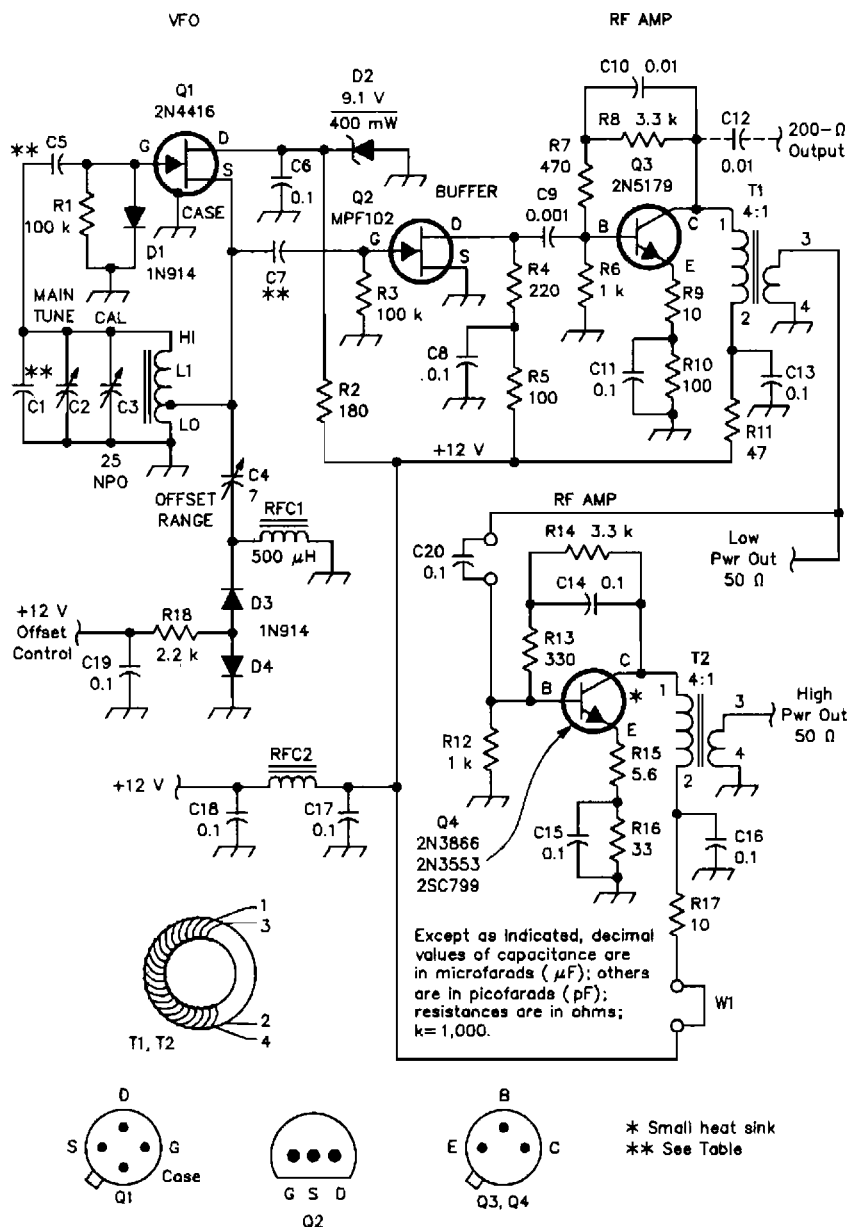 VFO
RF AMP
Q1
2N4416
D2
9.1 V
400 mW
C10 0.01
R8 3.3 k
C12
0.01
200-Ω
Output
** C5
G
D
S
CASE
C6
0.1
R7
470
Q3
2N5179
T1
4:1
R1
100 k
D1
1N914
Q2
MPF102
BUFFER
C9
0.001
G
D
S
B
C
E
1
2
3
4
C7
**
R3
100 k
R4
220
R6
1 k
R9
10
MAIN
TUNE
CAL
HI
L1
LO
**
C1
C2
C3
25
NPO
C8
.0.1
R5
100
C11
0.1
R10
100
C13
0.1
R2
180
R11
47
+12 V
C4
7
OFFSET
RANGE
RFC1
500 μH
RF AMP
R14 3.3 k
C20
0.1
C14 0.1
Low
Pwr Out
50 Ω
+12 V
Offset
Control
R18
2.2 k
D3
1N914
D4
C19
0.1
R13
330
C
B
E
*
T2
4:1
1
2
3
4
High
Pwr Out
50 Ω
R12
1 k
R15
5.6
+12 V
RFC2
C18
0.1
C17
0.1
Q4
2N3866
2N3553
2SC799
C15
0.1
R16
33
C16
0.1
R17
10
1
3
2
4
T1, T2
Except as Indicated, decimal
values of capacitance are
in microfarads (μF); others
are in picofarads (pF);
resistances are in ohms;
k=1,000.
W1
D
S
G
Case
Q1
G S D
Q2
B
E
C
Q3, Q4
* Small heat sink
** See Table